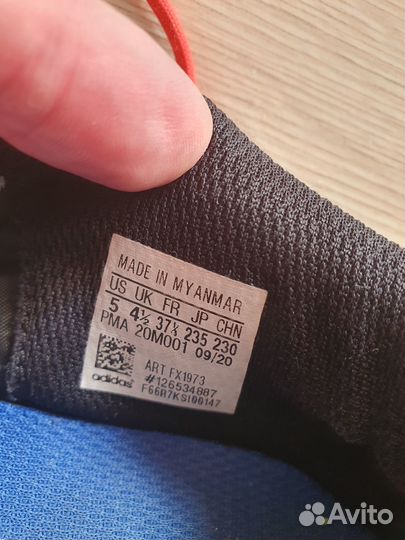 MADE IN MYANMAR
US UK FR JP CHN
5 4½ 37⅓ 235 230
PMA 20M001 09/20
ART FX1973
#126534887
adidas F66R7KSI00147
Avito